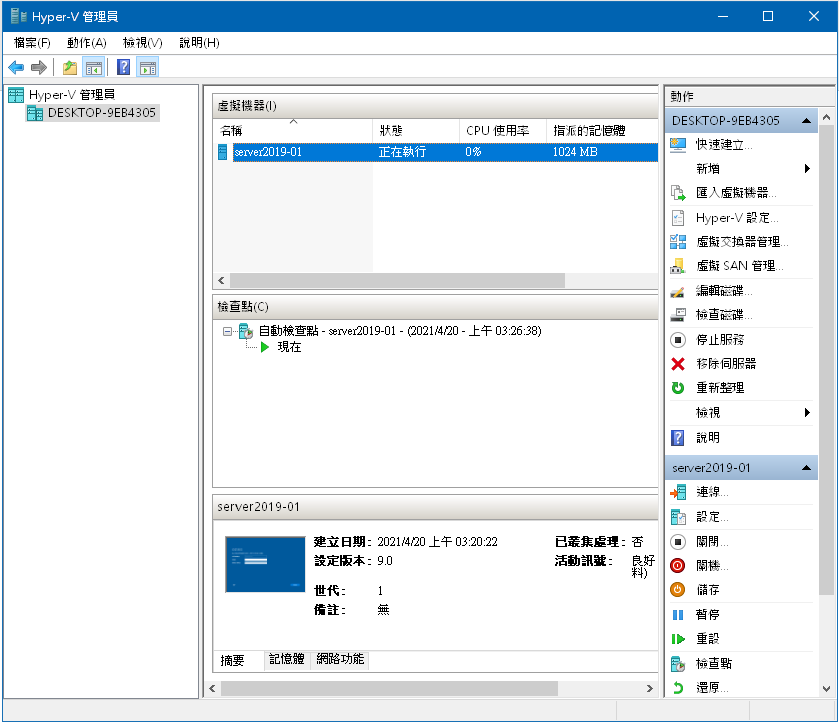 Hyper-V 管理員
檔案(F) 動作(A) 檢視(V) 說明(H)
Hyper-V 管理員
DESKTOP-9EB4305
虛擬機器(I)
名稱 狀態 CPU 使用率 指派的記憶體
server2019-01 正在執行 0% 1024 MB
檢查點(C)
自動檢查點 - server2019-01 - (2021/4/20 - 上午 03:26:38)
現在
server2019-01
建立日期: 2021/4/20 上午 03:20:22 已叢集處理: 否
設定版本: 9.0 活動訊號: 良好
料)
世代: 1
備註: 無
摘要 記憶體 網路功能
動作
DESKTOP-9EB4305
快速建立...
新增
匯入虛擬機器...
Hyper-V 設定...
虛擬交換器管理...
虛擬 SAN 管理...
編輯磁碟...
檢查磁碟...
停止服務
移除伺服器
重新整理
檢視
說明
server2019-01
連線...
設定...
關閉...
關機...
儲存
暫停
重設
檢查點
還原...